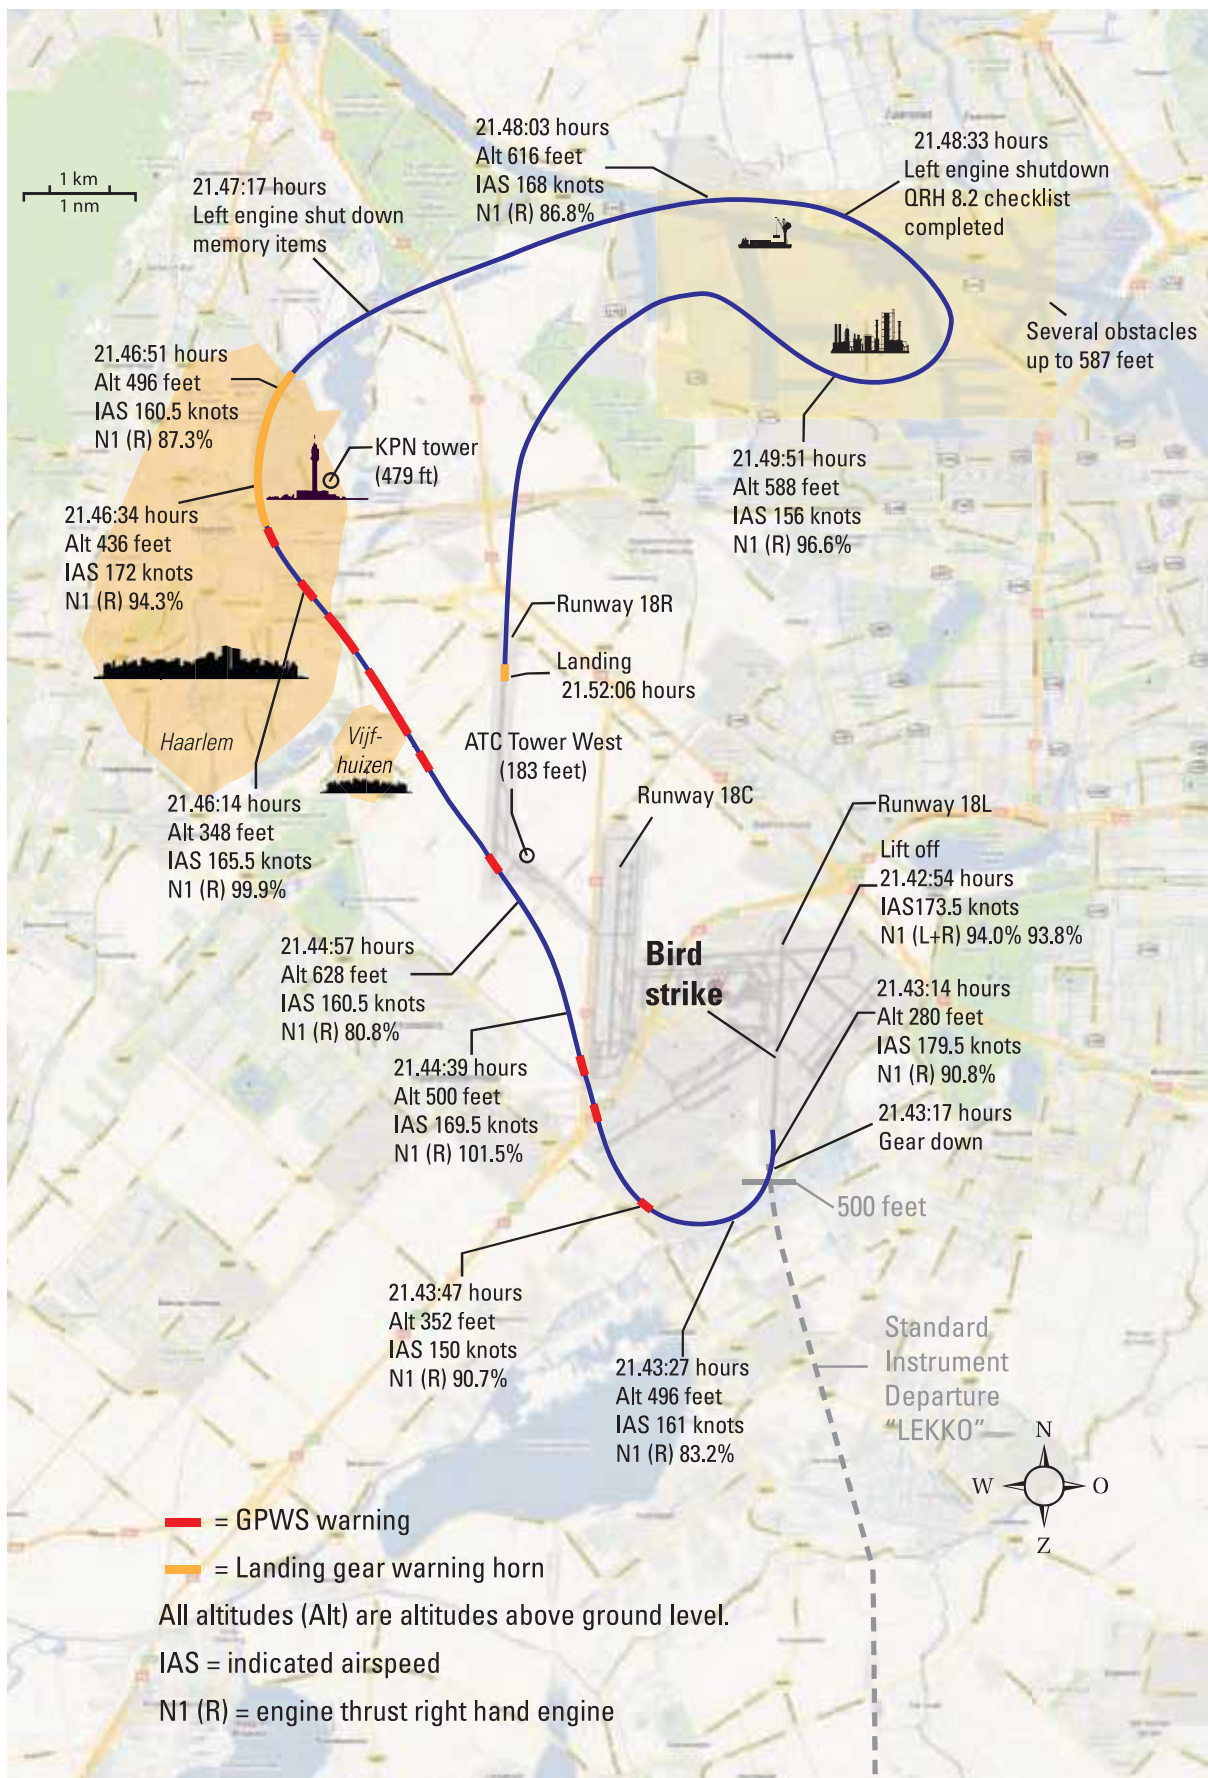 1 km
1 nm
21.47:17 hours
Left engine shut down
memory items
21.48:03 hours
Alt 616 feet
IAS 168 knots
N1 (R) 86.8%
21.48:33 hours
Left engine shutdown
QRH 8.2 checklist
completed
Several obstacles
up to 587 feet
21.46:51 hours
Alt 496 feet
IAS 160.5 knots
N1 (R) 87.3%
KPN tower
(479 ft)
21.49:51 hours
Alt 588 feet
IAS 156 knots
N1 (R) 96.6%
21.46:34 hours
Alt 436 feet
IAS 172 knots
N1 (R) 94.3%
Runway 18R
Landing
21.52:06 hours
Haarlem
Vijf-
huizen
ATC Tower West
(183 feet)
Runway 18C
Runway 18L
21.46:14 hours
Alt 348 feet
IAS 165.5 knots
N1 (R) 99.9%
Lift off
21.42:54 hours
IAS173.5 knots
N1 (L+R) 94.0% 93.8%
Bird
strike
21.44:57 hours
Alt 628 feet
IAS 160.5 knots
N1 (R) 80.8%
21.43:14 hours
Alt 280 feet
IAS 179.5 knots
N1 (R) 90.8%
21.44:39 hours
Alt 500 feet
IAS 169.5 knots
N1 (R) 101.5%
21.43:17 hours
Gear down
500 feet
21.43:47 hours
Alt 352 feet
IAS 150 knots
N1 (R) 90.7%
21.43:27 hours
Alt 496 feet
IAS 161 knots
N1 (R) 83.2%
Standard
Instrument
Departure
“LEKKO”
N
W
O
Z
= GPWS warning
= Landing gear warning horn
All altitudes (Alt) are altitudes above ground level.
IAS = indicated airspeed
N1 (R) = engine thrust right hand engine